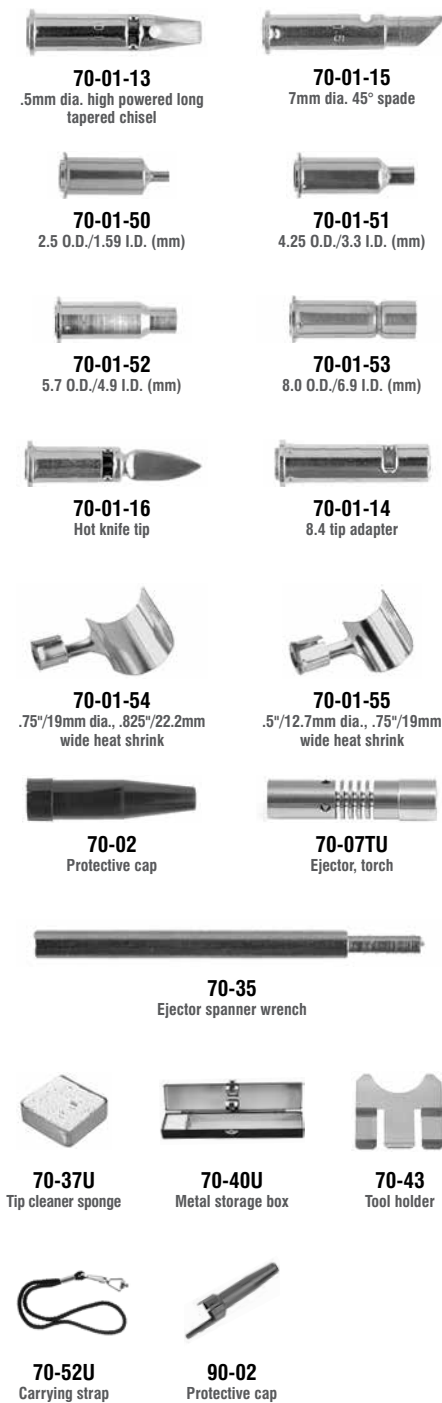 70-01-13
.5mm dia. high powered long
tapered chisel
70-01-15
7mm dia. 45° spade
70-01-50
2.5 O.D./1.59 I.D. (mm)
70-01-51
4.25 O.D./3.3 I.D. (mm)
70-01-52
5.7 O.D./4.9 I.D. (mm)
70-01-53
8.0 O.D./6.9 I.D. (mm)
70-01-16
Hot knife tip
70-01-14
8.4 tip adapter
70-01-54
.75"/19mm dia., .825"/22.2mm
wide heat shrink
70-01-55
.5"/12.7mm dia., .75"/19mm
wide heat shrink
70-02
Protective cap
70-07TU
Ejector, torch
70-35
Ejector spanner wrench
70-37U
Tip cleaner sponge
70-40U
Metal storage box
70-43
Tool holder
70-52U
Carrying strap
90-02
Protective cap